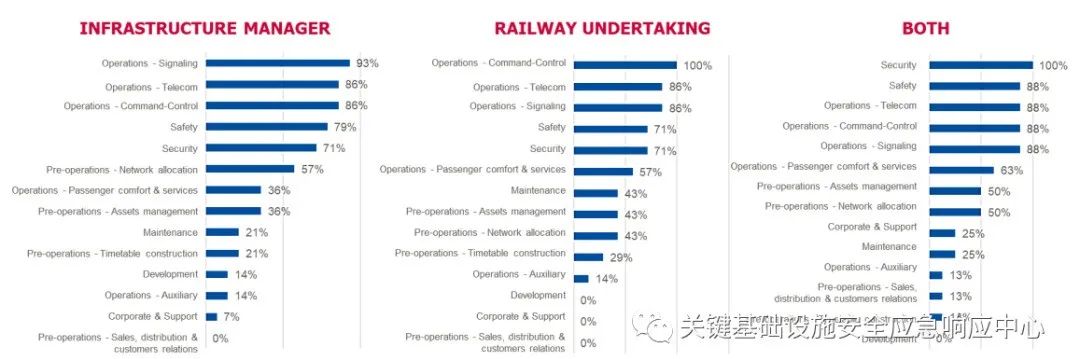 INFRASTRUCTURE MANAGER
Operations - Signaling 93%
Operations - Telecom 86%
Operations - Command-Control 86%
Safety 79%
Security 71%
Pre-operations - Network allocation 57%
Operations - Passenger comfort & services 36%
Pre-operations - Assets management 36%
Maintenance 21%
Pre-operations - Timetable construction 21%
Development 14%
Operations - Auxiliary 14%
Corporate & Support 7%
Pre-operations - Sales, distribution & 0%
customers relations
RAILWAY UNDERTAKING
Operations - Command-Control 100%
Operations - Telecom 86%
Operations - Signaling 86%
Safety 71%
Security 71%
Operations - Passenger comfort & services 57%
Maintenance 43%
Pre-operations - Assets management 43%
Pre-operations - Network allocation 43%
Pre-operations - Timetable construction 29%
Operations - Auxiliary 14%
Development 0%
Corporate & Support 0%
Pre-operations - Sales, distribution & 0%
customers relations
BOTH
Security 100%
Safety 88%
Operations - Telecom 88%
Operations - Command-Control 88%
Operations - Signaling 88%
Operations - Passenger comfort & services 63%
Pre-operations - Assets management 50%
Pre-operations - Network allocation 50%
Corporate & Support 25%
Maintenance 25%
Operations - Auxiliary 13%
Pre-operations - Sales,
distribution & customers relations 13%
Development 0%
关键基础设施安全应急响应中心